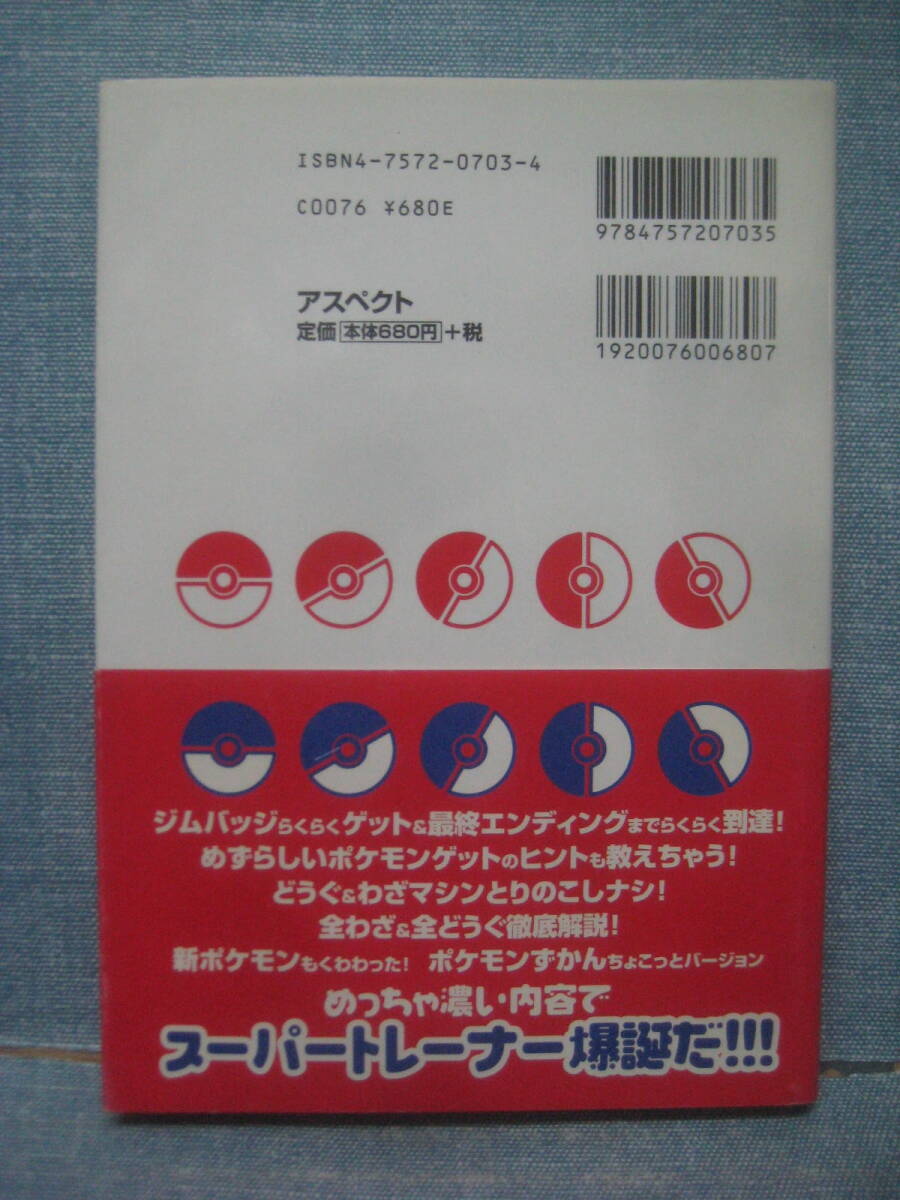 ISBN4-7572-0703-4
C0076 ¥680E
9784757207035
アスペクト
定価 本体680円 +税
1920076006807
ジムバッジらくらくゲット&最終エンディングまでらくらく到達!
めずらしいポケモンゲットのヒントも教えちゃう!
どうぐ&わざマシンとりのこしナシ!
全わざ&全どうぐ徹底解説!
新ポケモンもくわわった! ポケモンずかんちょこっとバージョン
めっちゃ濃い内容で
スーパートレーナー爆誕だ!!!